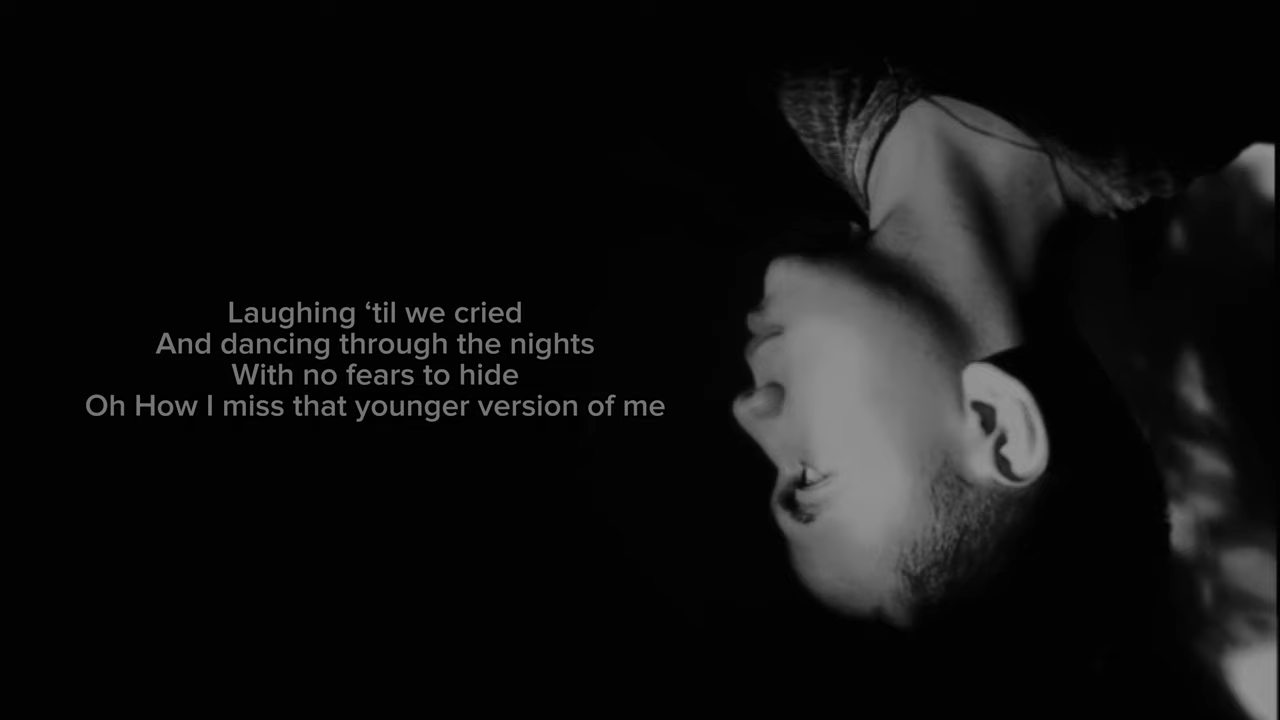 Laughing ‘til we cried
And dancing through the nights
With no fears to hide
Oh How I miss that younger version of me